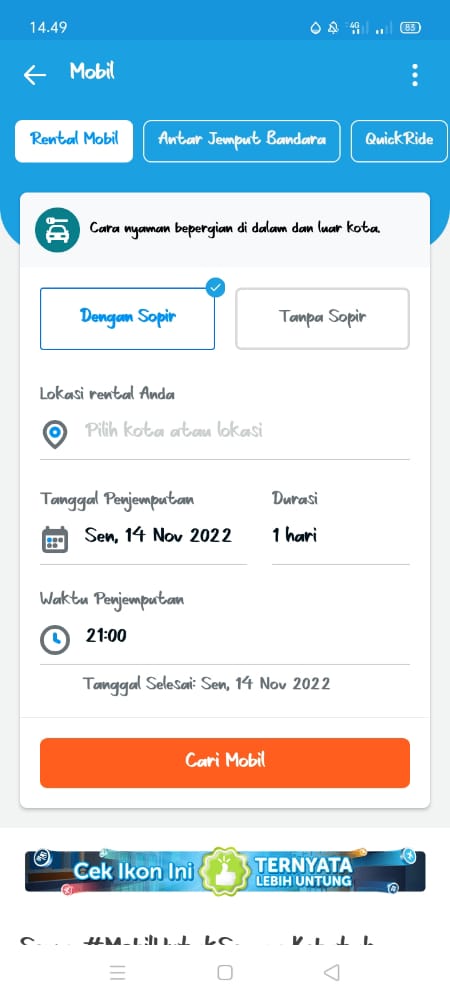 14.49
4G
83
Mobil
Rental Mobil
Antar Jemput Bandara
QuickRide
Cara nyaman bepergian di dalam dan luar kota.
Dengan Sopir
Tanpa Sopir
Lokasi rental Anda
Pilih kota atau lokasi
Tanggal Penjemputan
Durasi
Sen, 14 Nov 2022
1 hari
Waktu Penjemputan
21:00
Tanggal Selesai: Sen, 14 Nov 2022
Cari Mobil
Cek Ikon Ini
TERNYATA
LEBIH UNTUNG